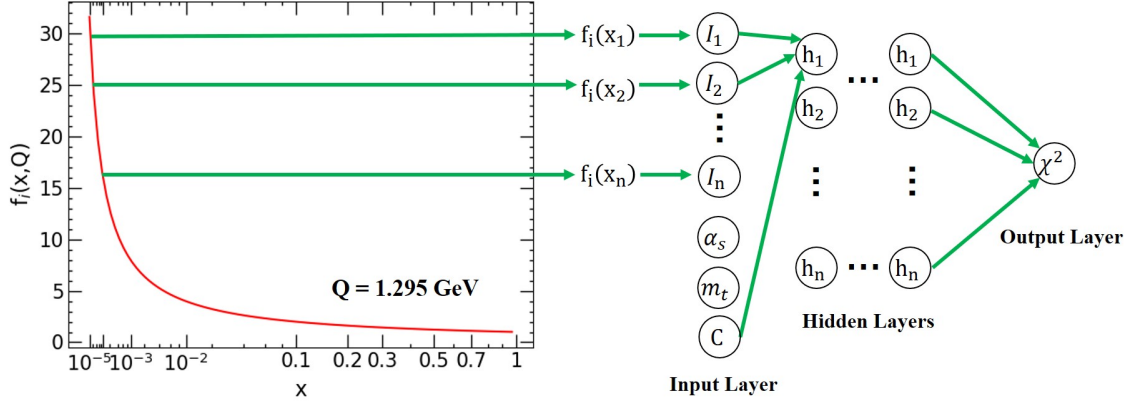 30
25
20
15
10
5
0
f_i(x,Q)
10^-5 10^-3 10^-2 0.1 0.2 0.3 0.5 0.7 1
x
Q = 1.295 GeV
f_i(x_1)
f_i(x_2)
f_i(x_n)
I_1
I_2
⋮
I_n
α_s
m_t
C
Input Layer
h_1 ... h_1
h_2 h_2
⋮ ⋮
h_n ... h_n
Hidden Layers
χ^2
Output Layer